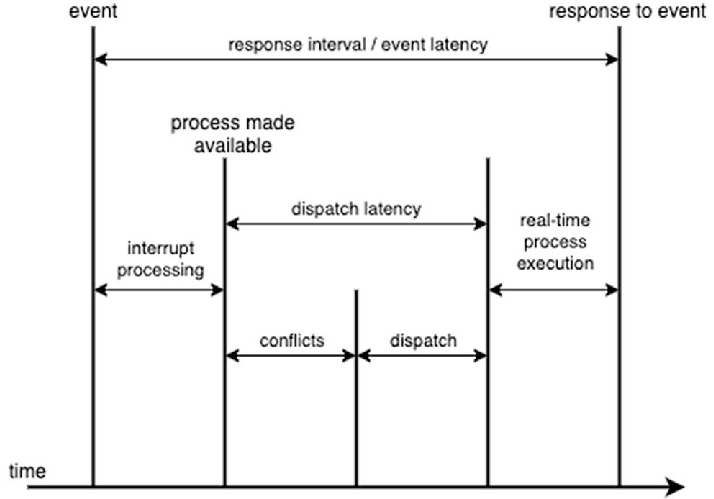 event
response to event
response interval / event latency
process made
available
dispatch latency
real-time
process
execution
interrupt
processing
conflicts
dispatch
time